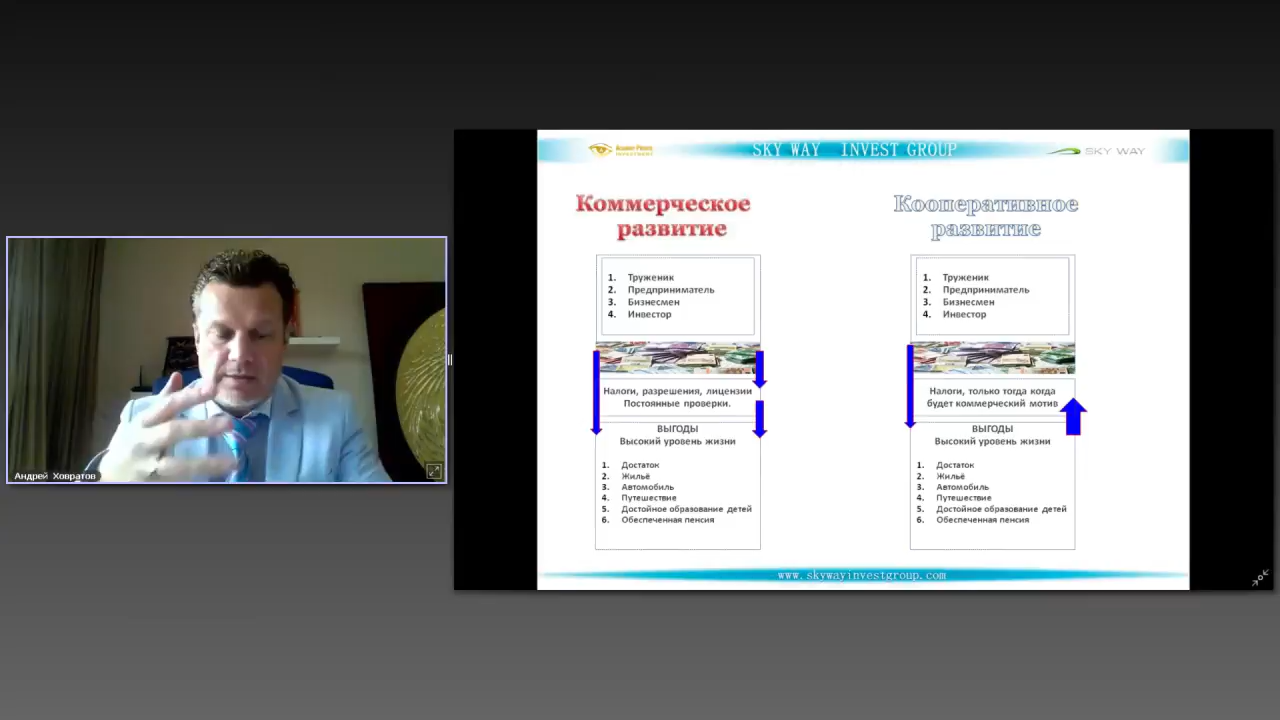 SKY WAY INVEST GROUP
SKY WAY
Коммерческое
развитие
1. Труженик
2. Предприниматель
3. Бизнесмен
4. Инвестор
Налоги, разрешения, лицензии
Постоянные проверки.
ВЫГОДЫ
Высокий уровень жизни
1. Достаток
2. Жильё
3. Автомобиль
4. Путешествие
5. Достойное образование детей
6. Обеспеченная пенсия
Кооперативное
развитие
1. Труженик
2. Предприниматель
3. Бизнесмен
4. Инвестор
Налоги, только тогда когда
будет коммерческий мотив
ВЫГОДЫ
Высокий уровень жизни
1. Достаток
2. Жильё
3. Автомобиль
4. Путешествие
5. Достойное образование детей
6. Обеспеченная пенсия
www.skywayinvestgroup.com
Андрей Ховратов